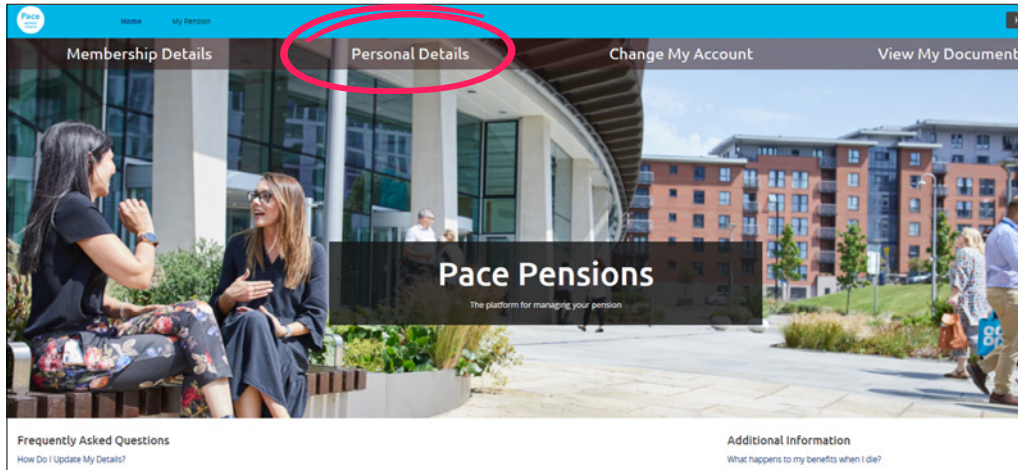 Pace
Home
My Pension
Membership Details
Personal Details
Change My Account
View My Document
Pace Pensions
The platform for managing your pension
Frequently Asked Questions
How Do I Update My Details?
Additional Information
What happens to my benefits when I die?